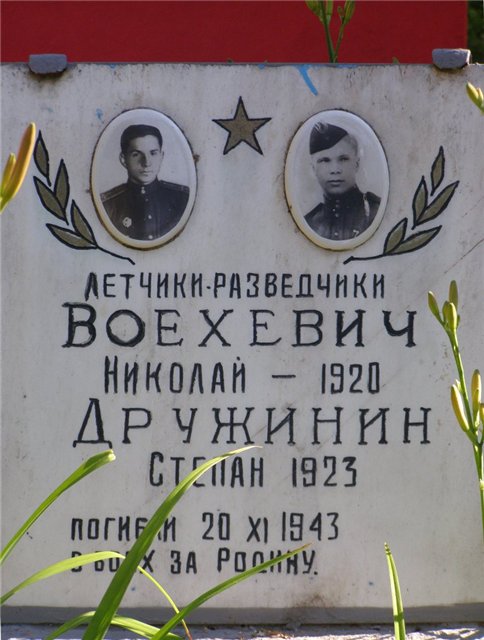 ЛЕТЧИКИ-РАЗВЕДЧИКИ
ВОЕХЕВИЧ
НИКОЛАЙ – 1920
ДРУЖИНИН
СТЕПАН 1923
ПОГИБЛИ 20 XI 1943
В БОЯХ ЗА РОДИНУ.